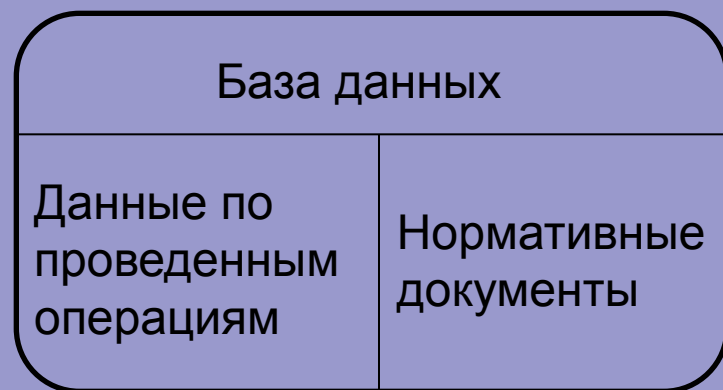 База данных
Данные по
проведенным
операциям
Нормативные
документы